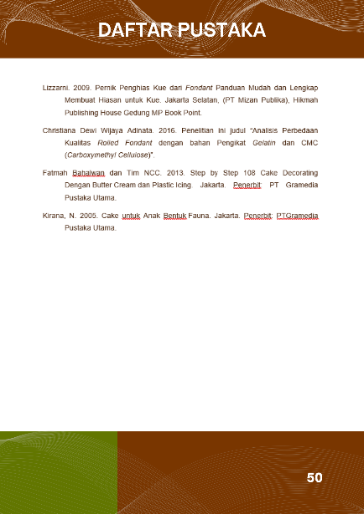 DAFTAR PUSTAKA
Lizzarni. 2009. Pernik Penghias Kue dari Fondant Panduan Mudah dan Lengkap
Membuat Hiasan untuk Kue. Jakarta Selatan, (PT Mizan Publika), Hikmah
Publishing House Gedung MP Book Point.
Christiana Dewi Wijaya Adinata. 2016. Penelitian ini judul "Analisis Perbedaan
Kualitas Rolled Fondant dengan bahan Pengikat Gelatin dan CMC
(Carboxymethyl Cellulose)".
Fatmah Bahalwan dan Tim NCC. 2013. Step by Step 108 Cake Decorating
Dengan Butter Cream dan Plastic Icing. Jakarta Penerbit: PT Gramedia
Pustaka Utama.
Kirana, N. 2005. Cake untuk Anak Bentuk Fauna. Jakarta. Penerbit: PTGramedia
Pustaka Utama.
50